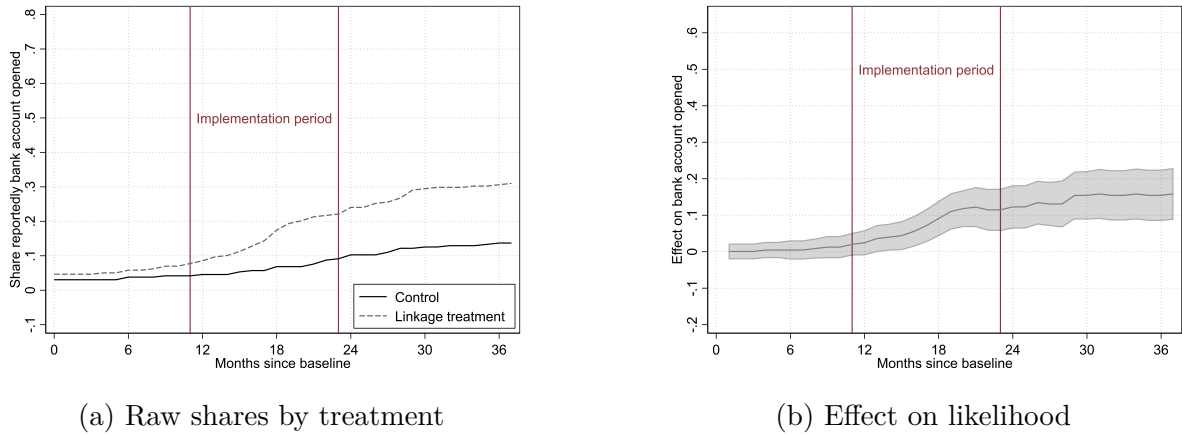 Share reportedly bank account opened
.8
.7
.6
.5
.4
.3
.2
.1
0
-.1
Implementation period
Control
Linkage treatment
0 6 12 18 24 30 36
Months since baseline
(a) Raw shares by treatment
Effect on bank account opened
.6
.5
.4
.3
.2
.1
0
-.1
-.2
Implementation period
0 6 12 18 24 30 36
Months since baseline
(b) Effect on likelihood